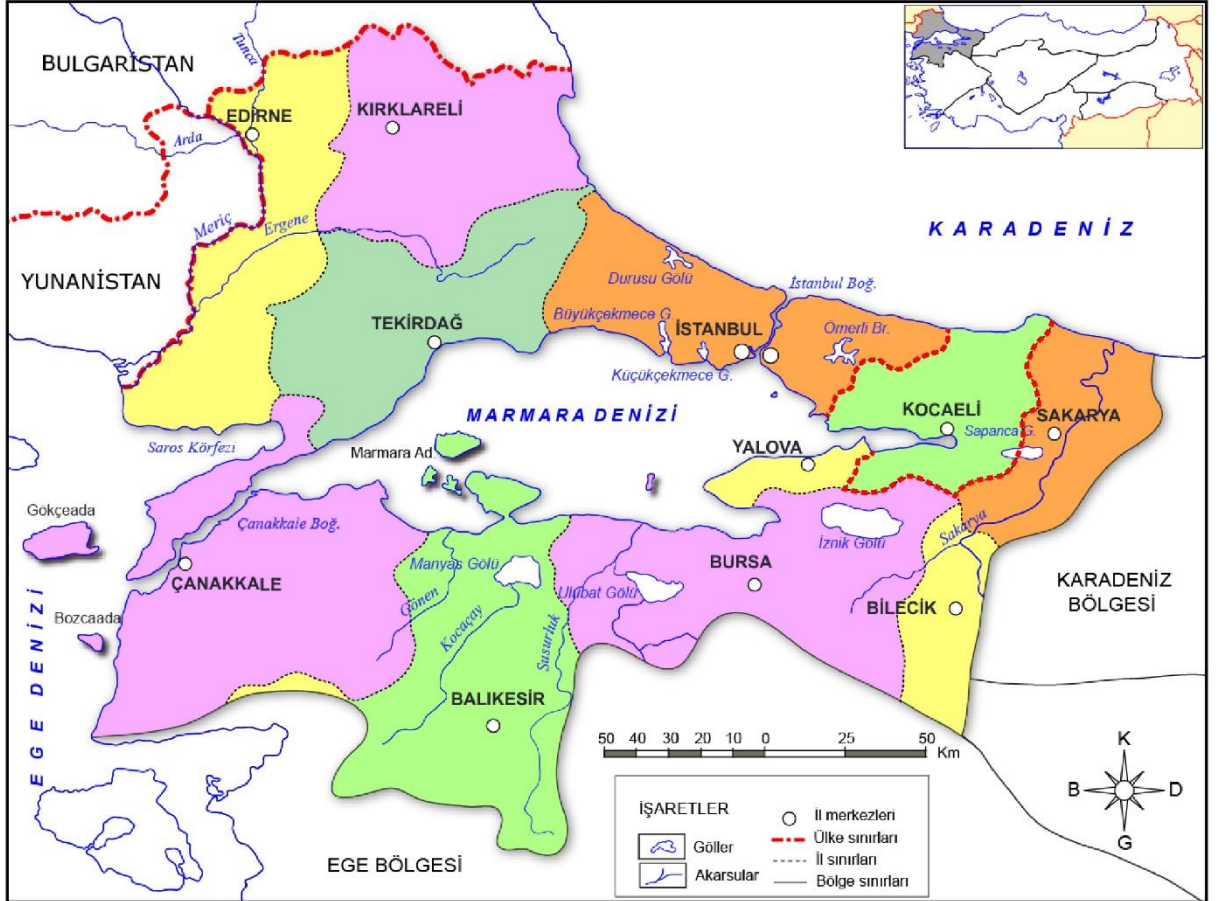 BULGARİSTAN
Tunca
EDİRNE
KIRKLARELİ
Arda
Meriç
Ergene
KARADENİZ
YUNANİSTAN
Durusu Gölü
İstanbul Boğ.
Büyükçekmece G.
TEKİRDAĞ
İSTANBUL
Ömerli Br.
Küçükçekmece G.
MARMARA DENİZİ
KOCAELİ
SAKARYA
Sapanca G.
Saros Körfezi
Marmara Ad.
YALOVA
Gökçeada
Çanakkale Boğ.
İznik Gölü
Sakarya
ÇANAKKALE
Manyas Gölü
Ulubat Gölü
BURSA
KARADENİZ
BÖLGESİ
Gönen
BİLECİK
Bozcaada
Kocaçay
Susurluk
EGE DENİZİ
BALIKESİR
50 40 30 20 10 0 25 50
Km
K
B D
G
İŞARETLER
İl merkezleri
Ülke sınırları
Göller
İl sınırları
Akarsular
Bölge sınırları
EGE BÖLGESİ